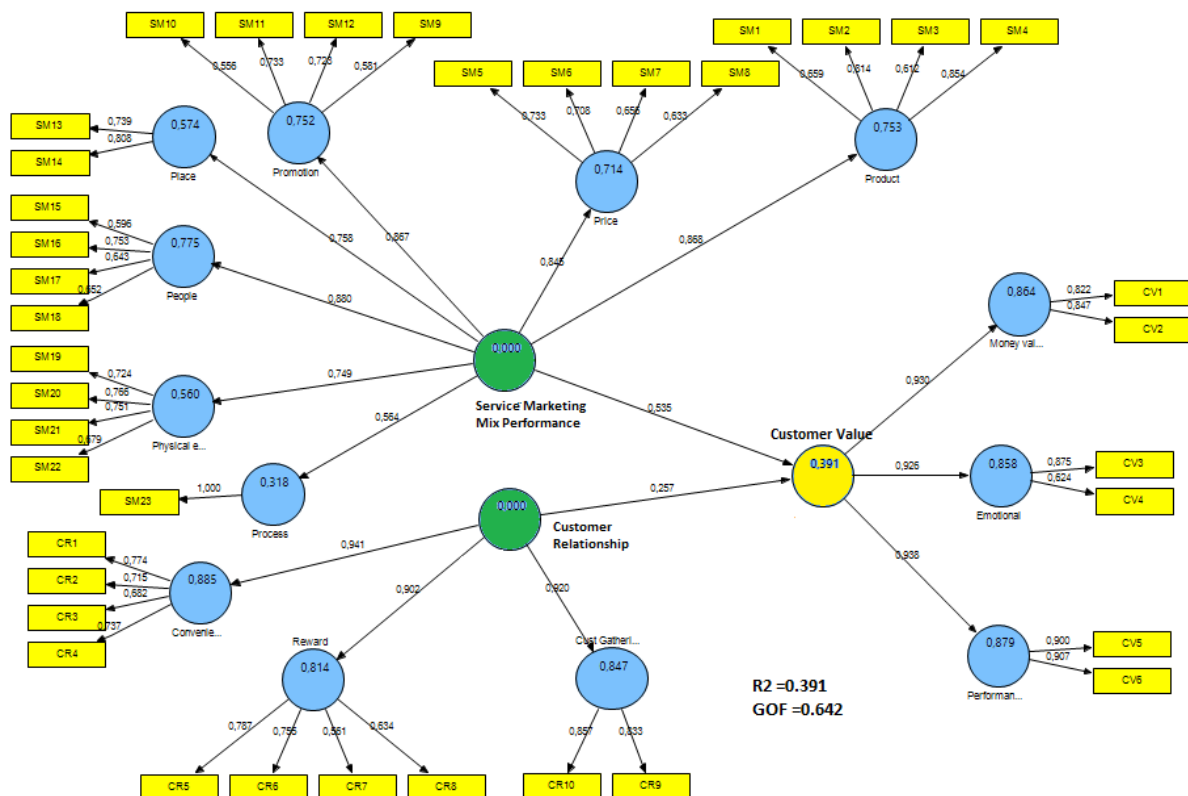 SM10
SM11
SM12
SM9
0,556
0,733
0,723
0,581
0,752
Promotion
SM5
SM6
SM7
SM8
0,733
0,708
0,633
0,714
Price
SM1
SM2
SM3
SM4
0,659
0,814
0,612
0,854
0,753
Product
SM13
SM14
0,739
0,808
0,574
Place
SM15
SM16
SM17
SM18
0,596
0,753
0,643
0,552
0,775
People
SM19
SM20
SM21
SM22
0,724
0,766
0,751
0,679
0,560
Physical e...
SM23
1,000
0,318
Process
0,758
0,867
0,845
0,868
0,880
0,749
0,564
0,000
Service Marketing
Mix Performance
0,535
0,257
Customer Value
0,391
0,930
0,926
0,938
0,864
Money val...
0,822
0,847
CV1
CV2
0,858
Emotional
0,875
0,624
CV3
CV4
0,879
Performan...
0,900
0,907
CV5
CV6
0,000
Customer
Relationship
0,941
0,902
0,920
CR1
CR2
CR3
CR4
0,774
0,715
0,682
0,737
0,885
Convenie...
Reward
0,814
0,787
0,634
CR5
CR6
CR7
CR8
Cust Gatheri...
0,847
0,857
0,833
CR10
CR9
R2 =0.391
GOF =0.642